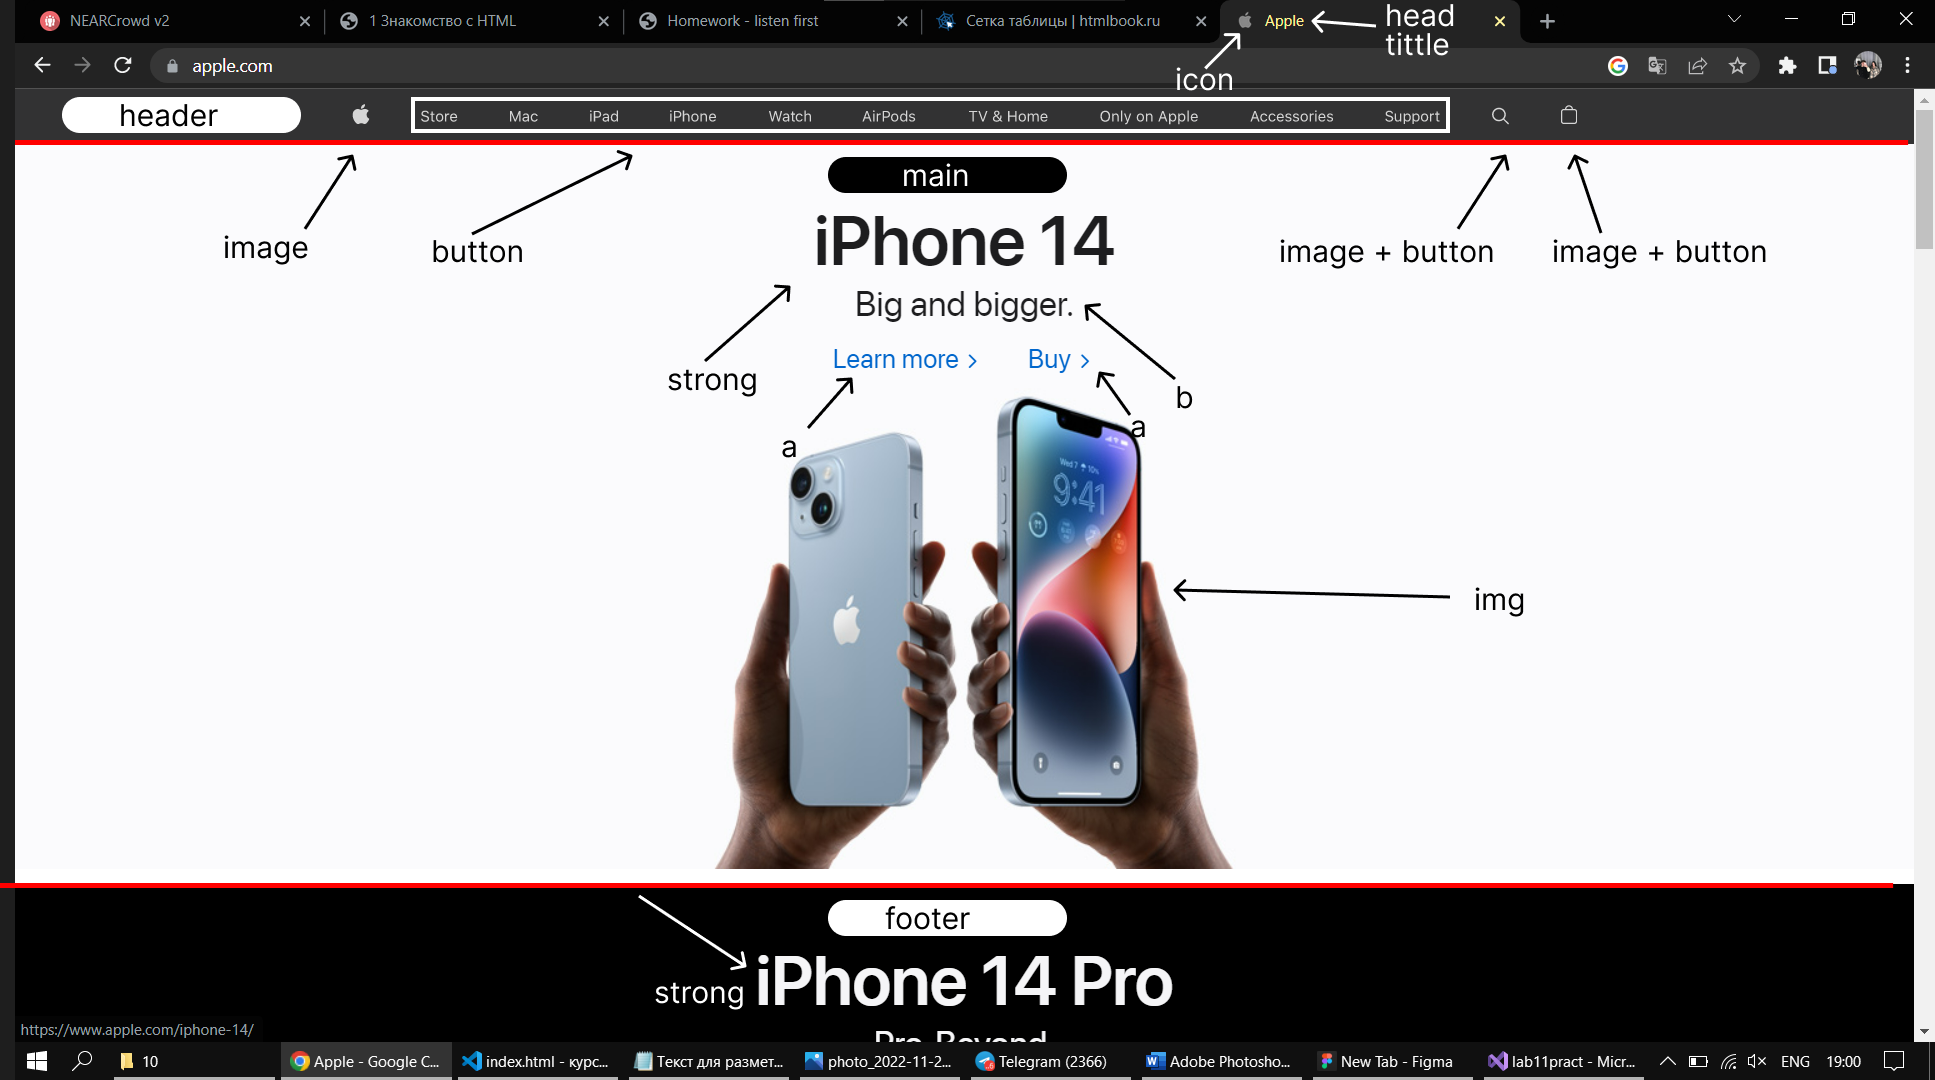 NEARCrowd v2
1 Знакомство с HTML
Homework - listen first
Сетка таблицы | htmlbook.ru
Apple
head
tittle
icon
apple.com
header
Store Mac iPad iPhone Watch AirPods TV & Home Only on Apple Accessories Support
main
image
button
image + button
image + button
iPhone 14
Big and bigger.
strong
Learn more >
Buy >
b
a
a
Wed 7 10%
9:41
img
footer
strong
iPhone 14 Pro
Pro. Beyond.
https://www.apple.com/iphone-14/
10
Apple - Google C...
index.html - курс...
Текст для размет...
photo_2022-11-2...
Telegram (2366)
Adobe Photosho...
New Tab - Figma
lab11pract - Micr...
ENG
19:00